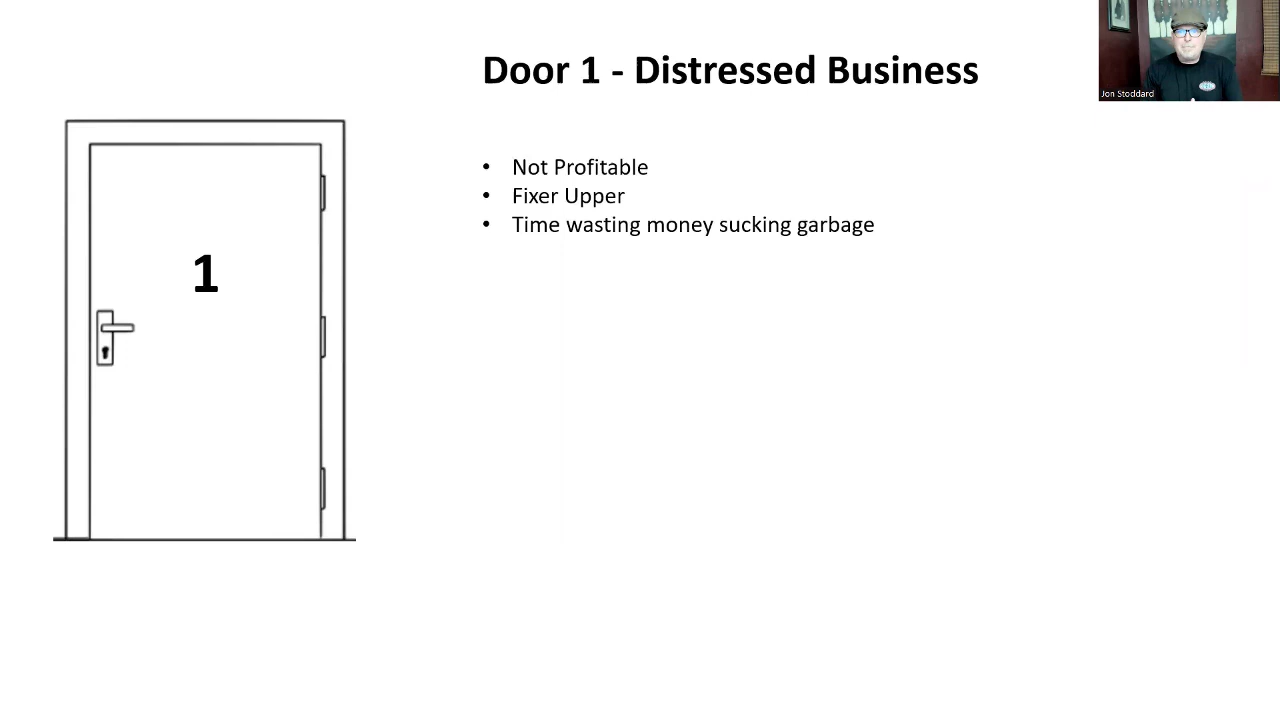 Door 1 - Distressed Business
Jon Stoddard
• Not Profitable
• Fixer Upper
• Time wasting money sucking garbage
1